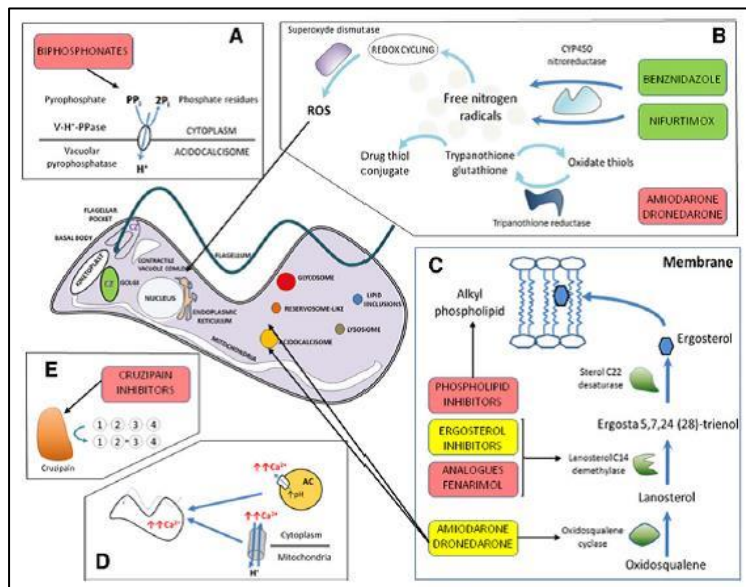 A
BIPHOSPHONATES
Pyrophosphate
PPi
2Pi
Phosphate residues
V-H⁺-PPase
CYTOPLASM
Vacuolar
pyrophosphatase
ACIDOCALCISOME
H⁺
B
Superoxyde dismutase
REDOX CYCLING
CYP450
nitroreductase
BENZNIDAZOLE
NIFURTIMOX
ROS
Free nitrogen
radicals
Drug thiol
conjugate
Trypanothione
glutathione
Oxidate thiols
Tripanothione reductase
AMIODARONE
DRONEDARONE
FLAGELLAR
POCKET
BASAL BODY
KINETOPLAST
CZ
GOLGI
CONTRACTILE
VACUOLE COMPLEX
FLAGELLUM
NUCLEUS
ENDOPLASMIC
RETICULUM
GLYCOSOME
RESERVOSOME-LIKE
LIPID
INCLUSIONS
LYSOSOME
ACIDOCALCISOME
MITOCHONDRIA
C
Membrane
Alkyl
phospholipid
Ergosterol
PHOSPHOLIPID
INHIBITORS
Sterol C22
desaturase
ERGOSTEROL
INHIBITORS
Ergosta 5,7,24 (28)-trienol
ANALOGUES
FENARIMOL
Lanosterol C14
demethylase
Lanosterol
AMIODARONE
DRONEDARONE
Oxidosqualene
cyclase
Oxidosqualene
E
CRUZIPAIN
INHIBITORS
1 2 3 4
1 2 - 3 4
Cruzipain
D
↑↑Ca²⁺
AC
↑pH
↑↑Ca²⁺
↑↑Ca²⁺
Cytoplasm
Mitochondria
H⁺